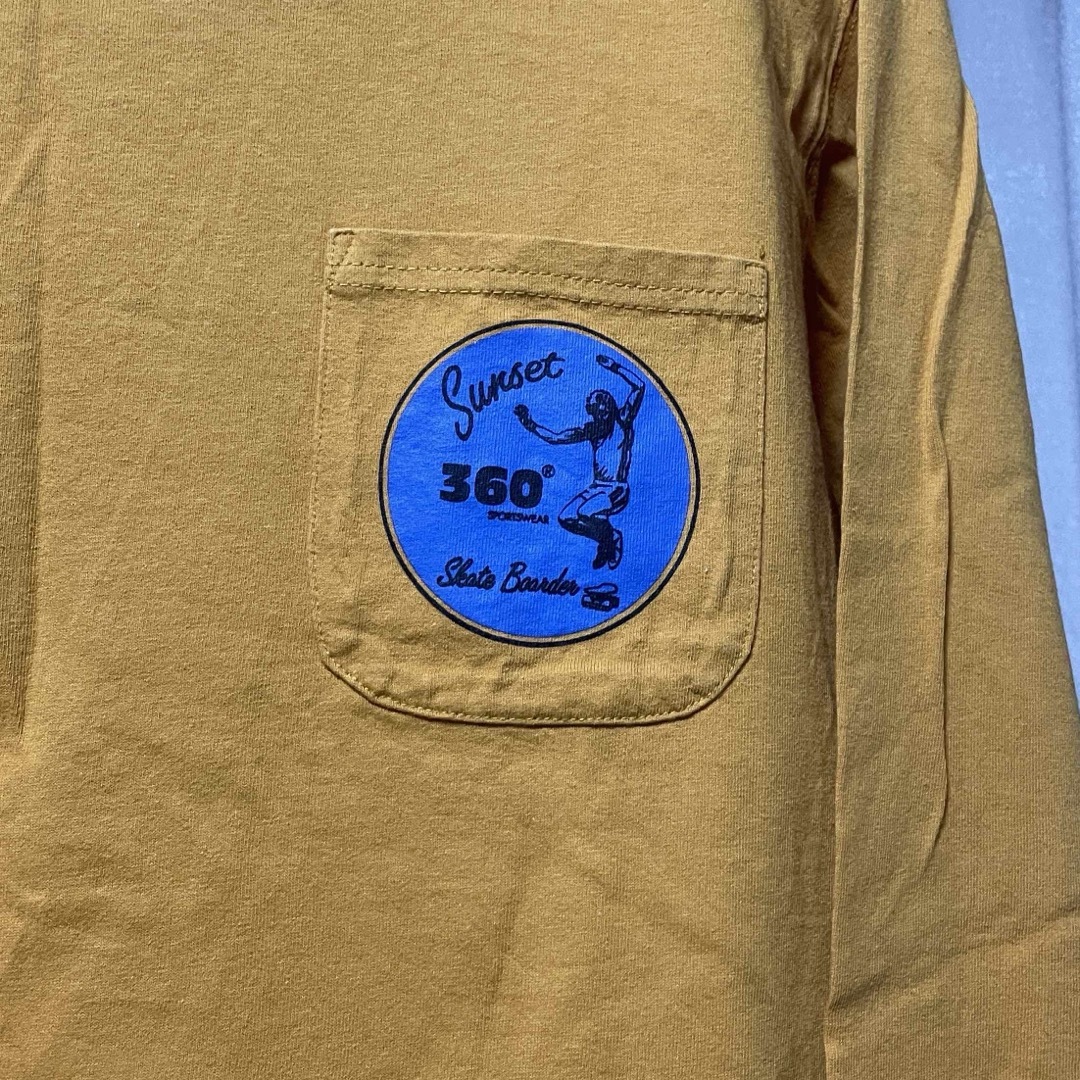 Sunset
360®
SPORTSWEAR
Skate Boarder